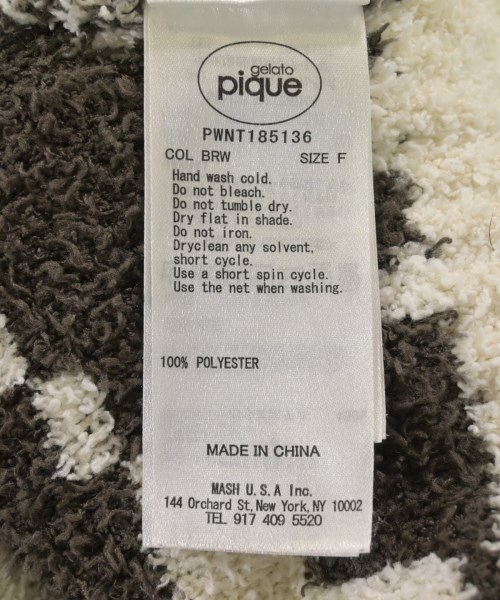 gelato
pique
PWNT185136
COL BRW SIZE F
Hand wash cold.
Do not bleach.
Do not tumble dry.
Dry flat in shade.
Do not iron.
Dryclean any solvent,
short cycle.
Use a short spin cycle.
Use the net when washing.
100% POLYESTER
MADE IN CHINA
MASH U.S.A Inc.
144 Orchard St, New York, NY 10002
TEL 917 409 5520